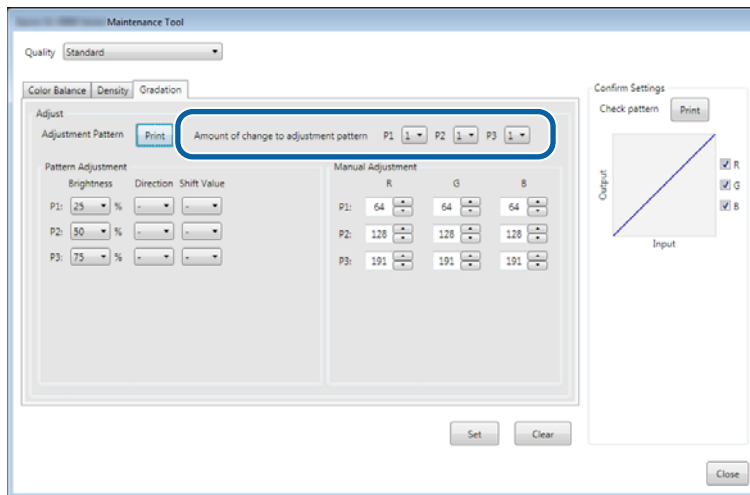 Maintenance Tool
Quality Standard
Color Balance Density Gradation
Adjust
Adjustment Pattern Print Amount of change to adjustment pattern P1 1 P2 1 P3 1
Pattern Adjustment
Brightness Direction Shift Value
P1: 25 % - -
P2: 50 % - -
P3: 75 % - -
Manual Adjustment
R G B
P1: 64 64 64
P2: 128 128 128
P3: 191 191 191
Set Clear
Confirm Settings
Check pattern Print
Output
Input
R
G
B
Close